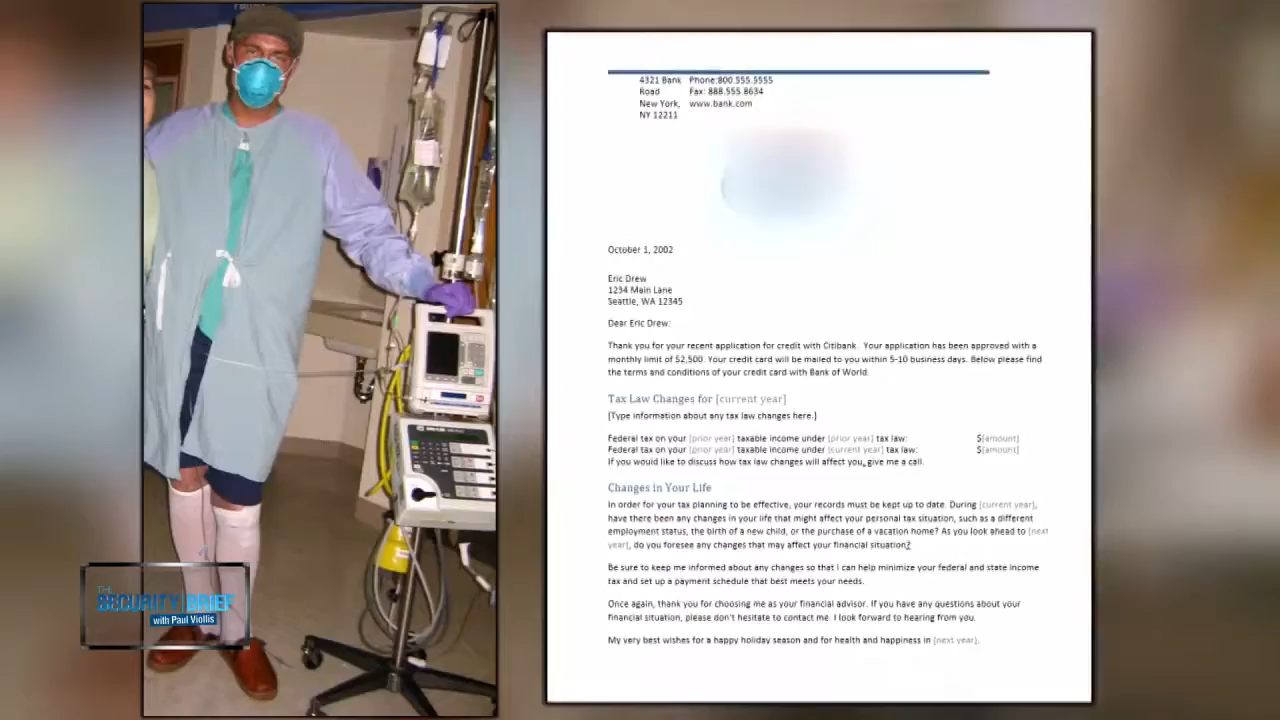 4321 Bank Phone:800.555.5555
Road Fax: 888.555.8634
New York, www.bank.com
NY 12211
October 1, 2002
Eric Drew
1234 Main Lane
Seattle, WA 12345
Dear Eric Drew:
Thank you for your recent application for credit with Citibank. Your application has been approved with a
monthly limit of $2,500. Your credit card will be mailed to you within 5-10 business days. Below please find
the terms and conditions of your credit card with Bank of World.
Tax Law Changes for [current year]
[Type information about any tax law changes here.]
Federal tax on your [prior year] taxable income under [prior year] tax law: $[amount]
Federal tax on your [prior year] taxable income under [current year] tax law: $[amount]
If you would like to discuss how tax law changes will affect you, give me a call.
Changes in Your Life
In order for your tax planning to be effective, your records must be kept up to date. During [current year],
have there been any changes in your life that might affect your personal tax situation, such as a different
employment status, the birth of a new child, or the purchase of a vacation home? As you look ahead to [next
year], do you foresee any changes that may affect your financial situation?
Be sure to keep me informed about any changes so that I can help minimize your federal and state income
tax and set up a payment schedule that best meets your needs.
Once again, thank you for choosing me as your financial advisor. If you have any questions about your
financial situation, please don't hesitate to contact me. I look forward to hearing from you.
My very best wishes for a happy holiday season and for health and happiness in [next year].
THE
SECURITY BRIEF
with Paul Viollis